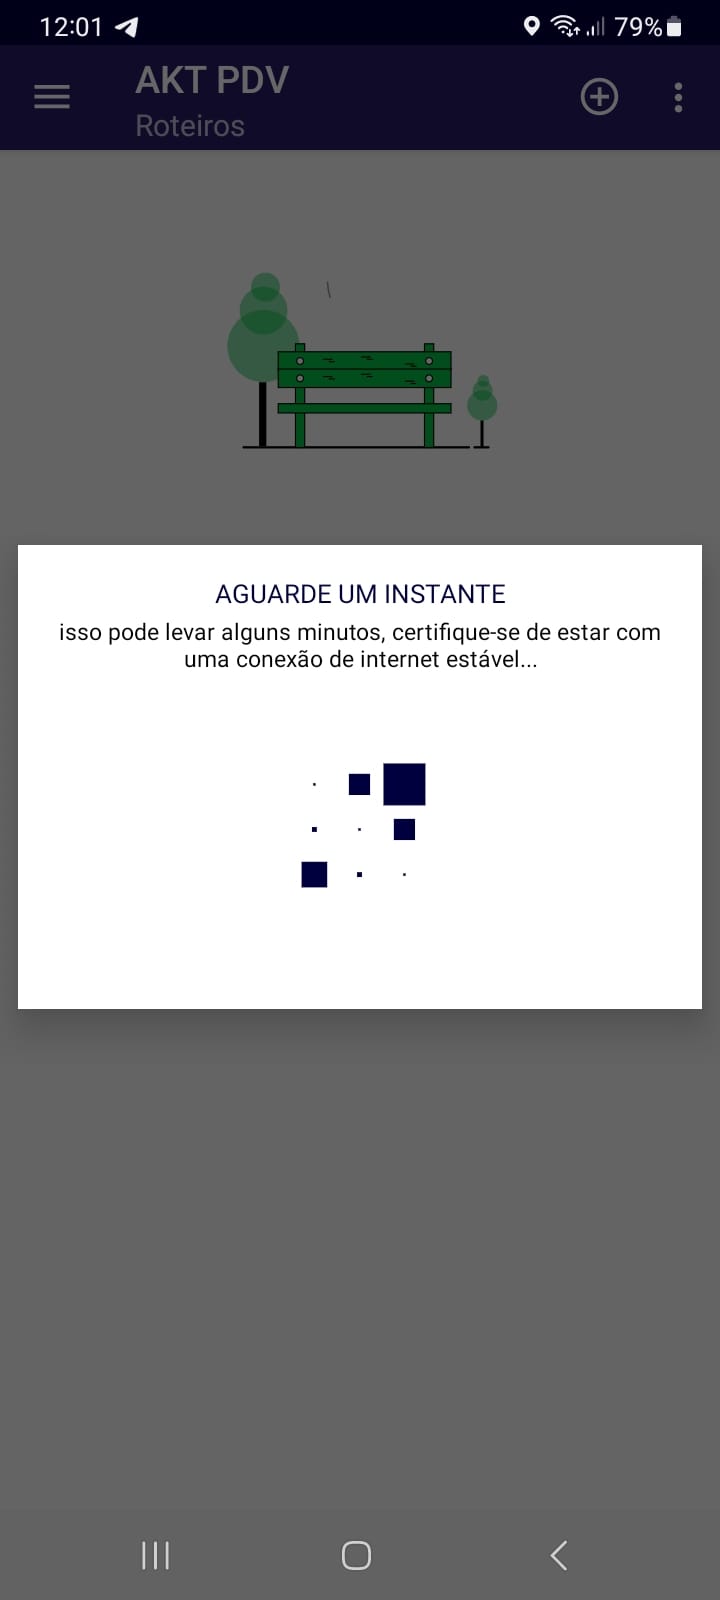 12:01
79%
AKT PDV
Roteiros
AGUARDE UM INSTANTE
isso pode levar alguns minutos, certifique-se de estar com
uma conexão de internet estável...